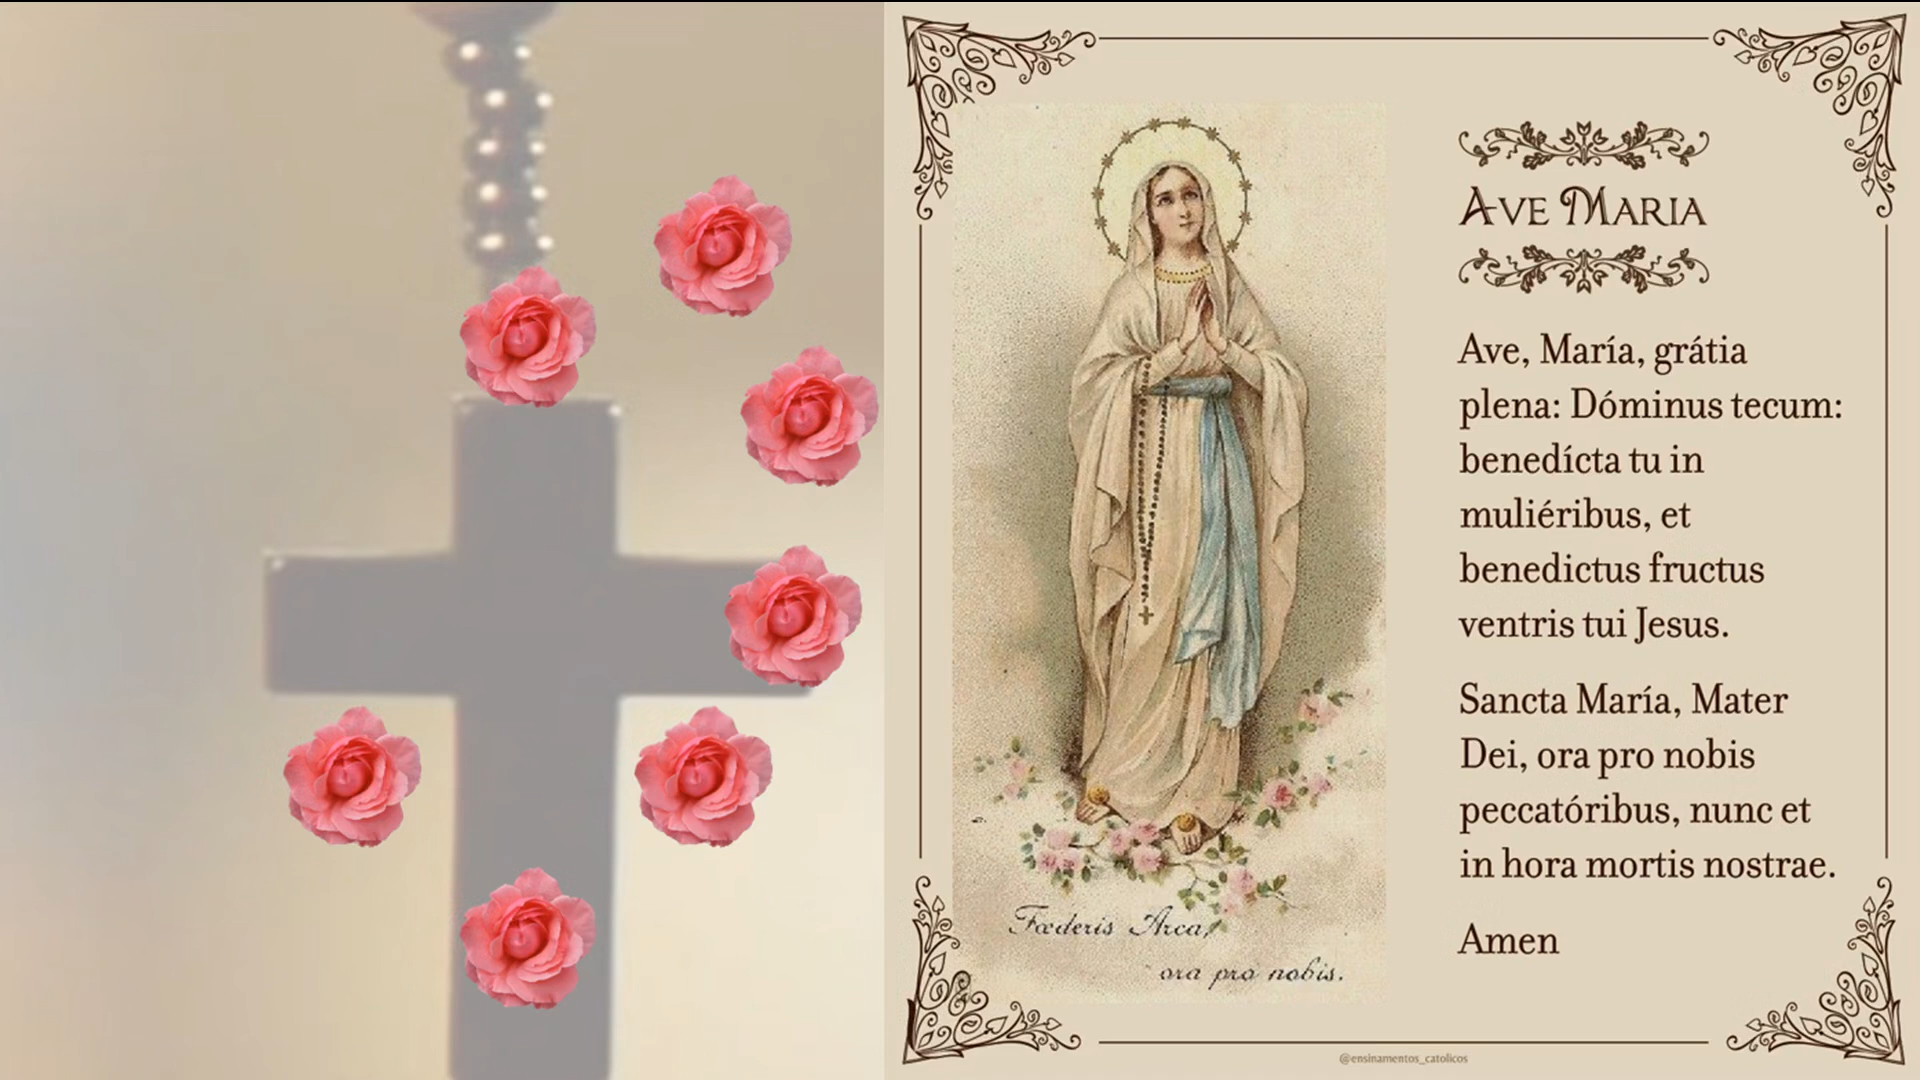 AVE MARIA
Ave, María, grátia
plena: Dóminus tecum:
benedícta tu in
muliéribus, et
benedictus fructus
ventris tui Jesus.
Sancta María, Mater
Dei, ora pro nobis
peccatóribus, nunc et
in hora mortis nostrae.
Amen
Fœderis Arca,
ora pro nobis.
@ensinamentos_catolicos